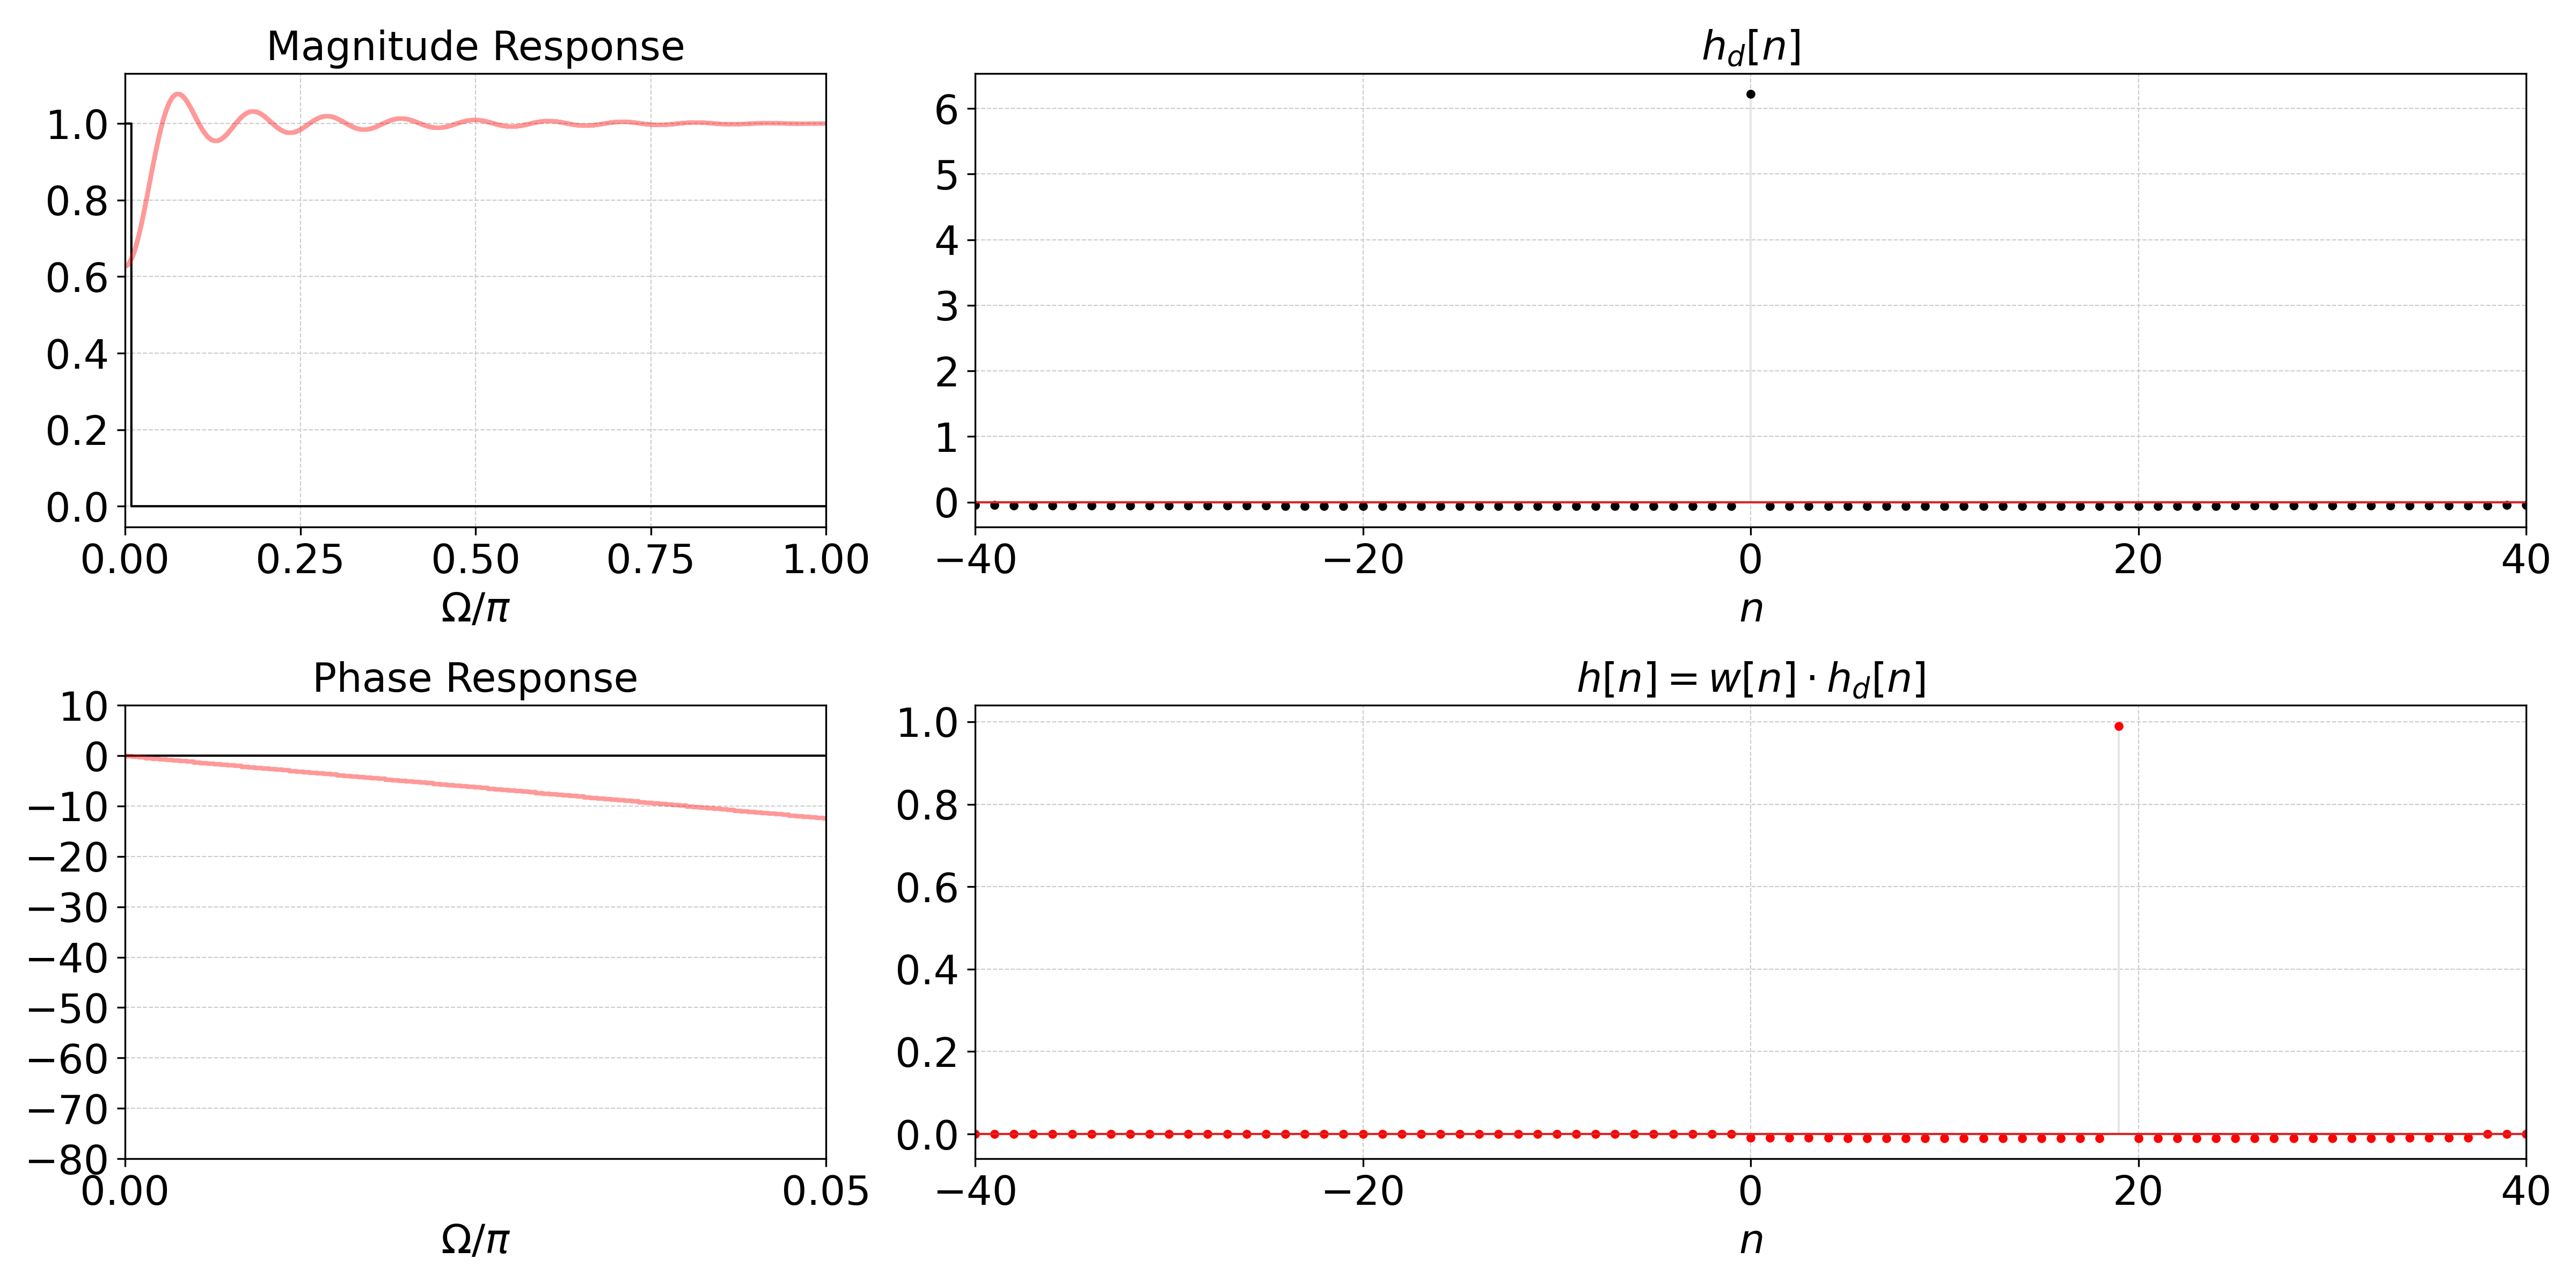 Magnitude Response
1.0
0.8
0.6
0.4
0.2
0.0
0.00 0.25 0.50 0.75 1.00
Ω/π
h_d[n]
6
5
4
3
2
1
0
−40 −20 0 20 40
n
Phase Response
10
0
−10
−20
−30
−40
−50
−60
−70
−80
0.00 0.05
Ω/π
h[n] = w[n] · h_d[n]
1.0
0.8
0.6
0.4
0.2
0.0
−40 −20 0 20 40
n